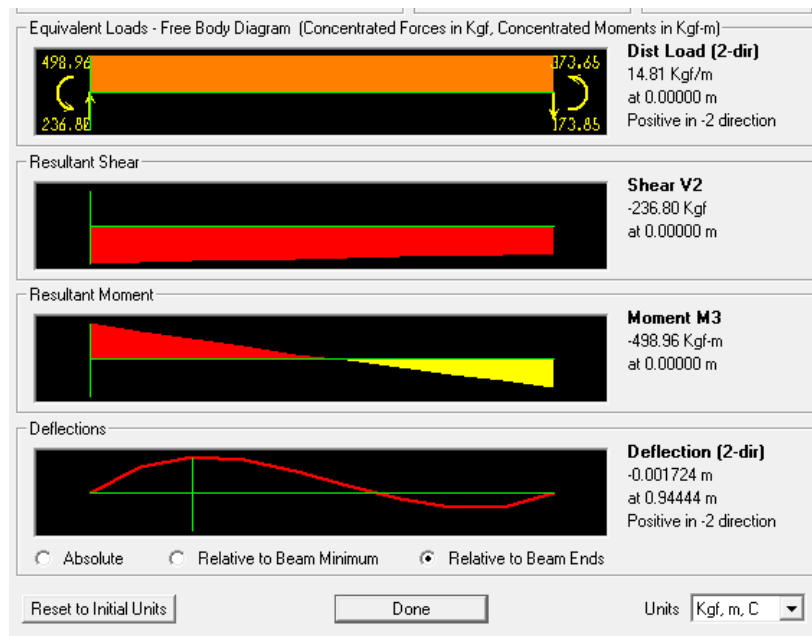 Equivalent Loads - Free Body Diagram (Concentrated Forces in Kgf, Concentrated Moments in Kgf-m)
498.96
373.65
236.80
173.85
Dist Load (2-dir)
14.81 Kgf/m
at 0.00000 m
Positive in -2 direction
Resultant Shear
Shear V2
-236.80 Kgf
at 0.00000 m
Resultant Moment
Moment M3
-498.96 Kgf-m
at 0.00000 m
Deflections
Deflection (2-dir)
-0.001724 m
at 0.94444 m
Positive in -2 direction
Absolute Relative to Beam Minimum Relative to Beam Ends
Reset to Initial Units Done Units Kgf, m, C